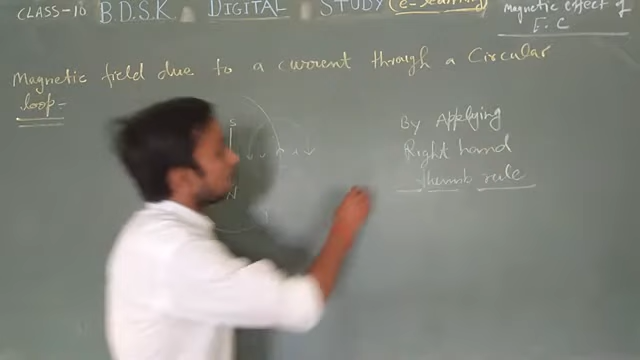 CLASS-10 B.D.S.K DIGITAL STUDY (e-learning)
Magnetic effect of
E.C
Magnetic field due to a current through a Circular
loop:-
S
N
By Applying
Right hand
thumb rule